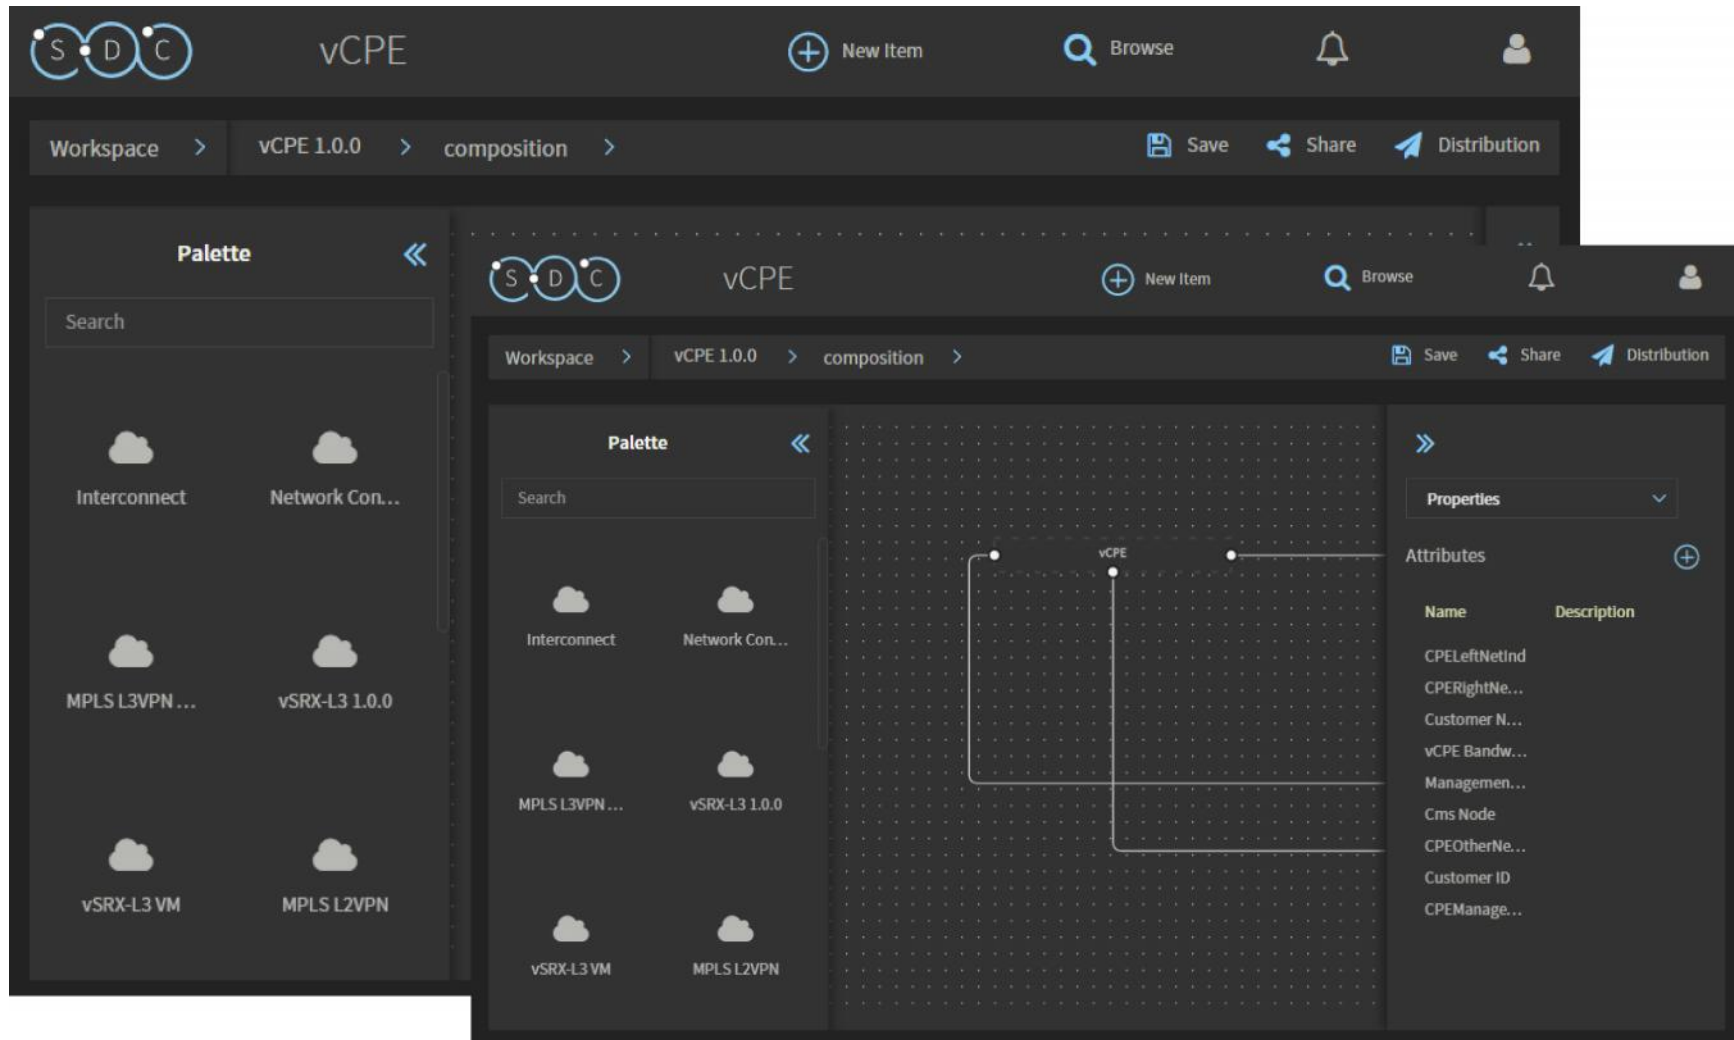 SDC vCPE New Item Browse
Workspace > vCPE 1.0.0 > composition > Save Share Distribution
Palette
Search
Interconnect Network Con...
MPLS L3VPN ... vSRX-L3 1.0.0
vSRX-L3 VM MPLS L2VPN
SDC vCPE New Item Browse
Workspace > vCPE 1.0.0 > composition > Save Share Distribution
Palette
Search
Interconnect Network Con...
MPLS L3VPN ... vSRX-L3 1.0.0
vSRX-L3 VM MPLS L2VPN
vCPE
Properties
Attributes
Name Description
CPELeftNetInd
CPERightNe...
Customer N...
vCPE Bandw...
Managemen...
Cms Node
CPEOtherNe...
Customer ID
CPEManage...